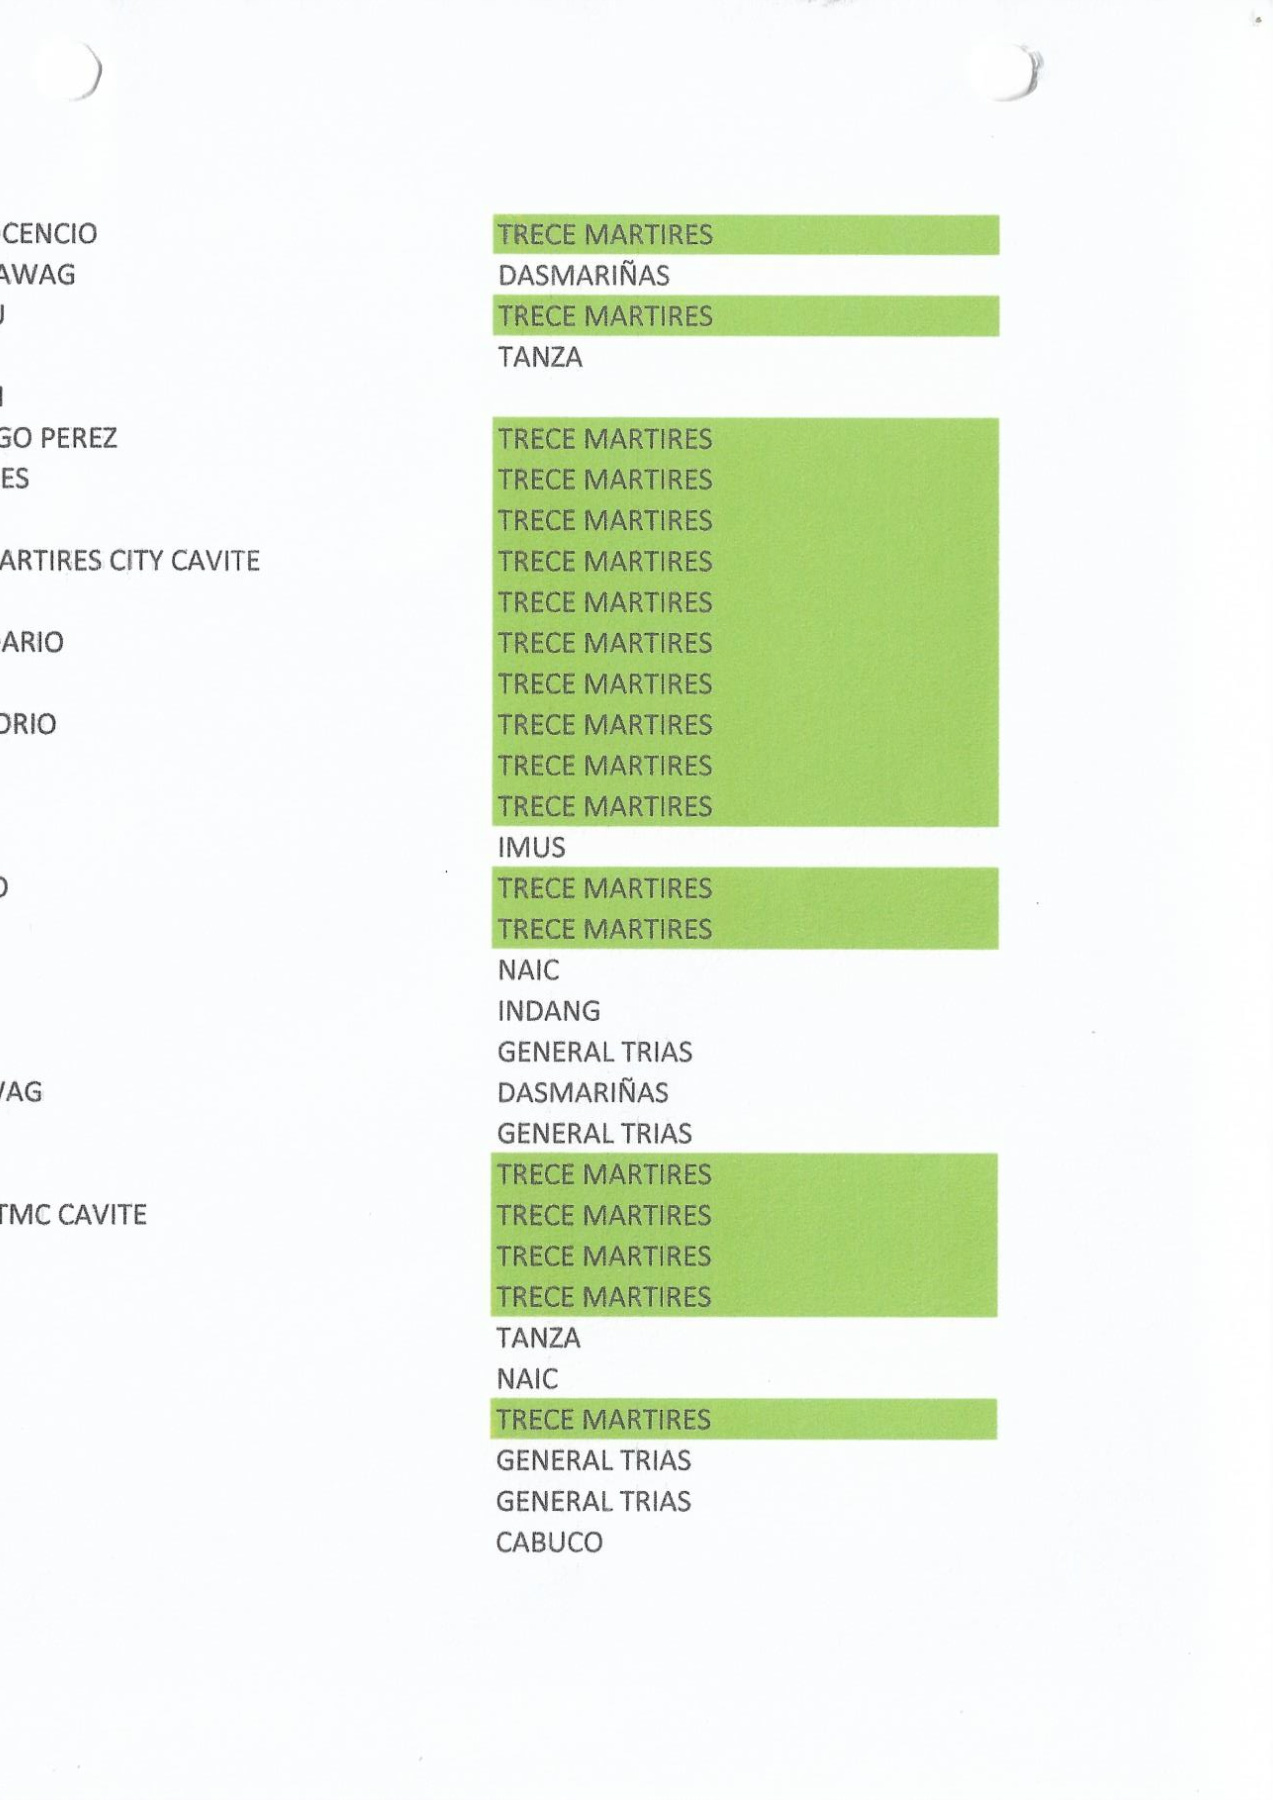 CENCIO TRECE MARTIRES
AWAG DASMARIÑAS
U TRECE MARTIRES
TANZA
GO PEREZ TRECE MARTIRES
ES TRECE MARTIRES
TRECE MARTIRES
ARTIRES CITY CAVITE TRECE MARTIRES
TRECE MARTIRES
ARIO TRECE MARTIRES
TRECE MARTIRES
ORIO TRECE MARTIRES
TRECE MARTIRES
TRECE MARTIRES
IMUS
O TRECE MARTIRES
TRECE MARTIRES
NAIC
INDANG
GENERAL TRIAS
WAG DASMARIÑAS
GENERAL TRIAS
TRECE MARTIRES
TMC CAVITE TRECE MARTIRES
TRECE MARTIRES
TRECE MARTIRES
TANZA
NAIC
TRECE MARTIRES
GENERAL TRIAS
GENERAL TRIAS
CABUCO